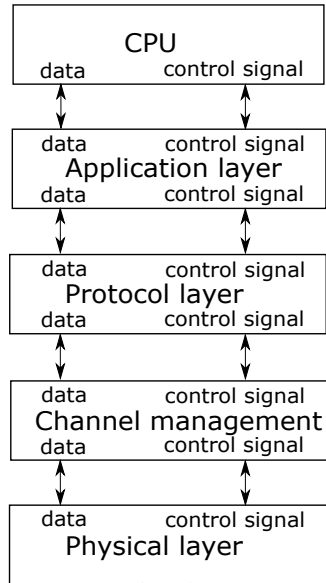 CPU
data control signal
data control signal
Application layer
data control signal
data control signal
Protocol layer
data control signal
data control signal
Channel management
data control signal
data control signal
Physical layer